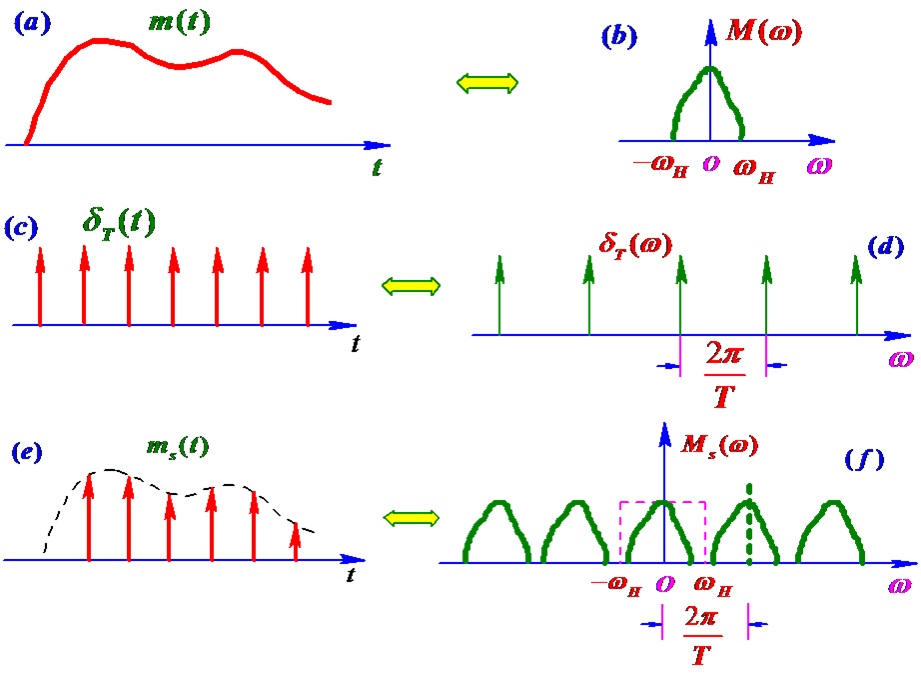 (a) m(t)
t
(b) M(ω)
−ω_H o ω_H ω
(c) δ_T(t)
t
δ_T(ω) (d)
ω
2π
T
(e) m_s(t)
t
M_s(ω) (f)
−ω_H O ω_H ω
2π
T